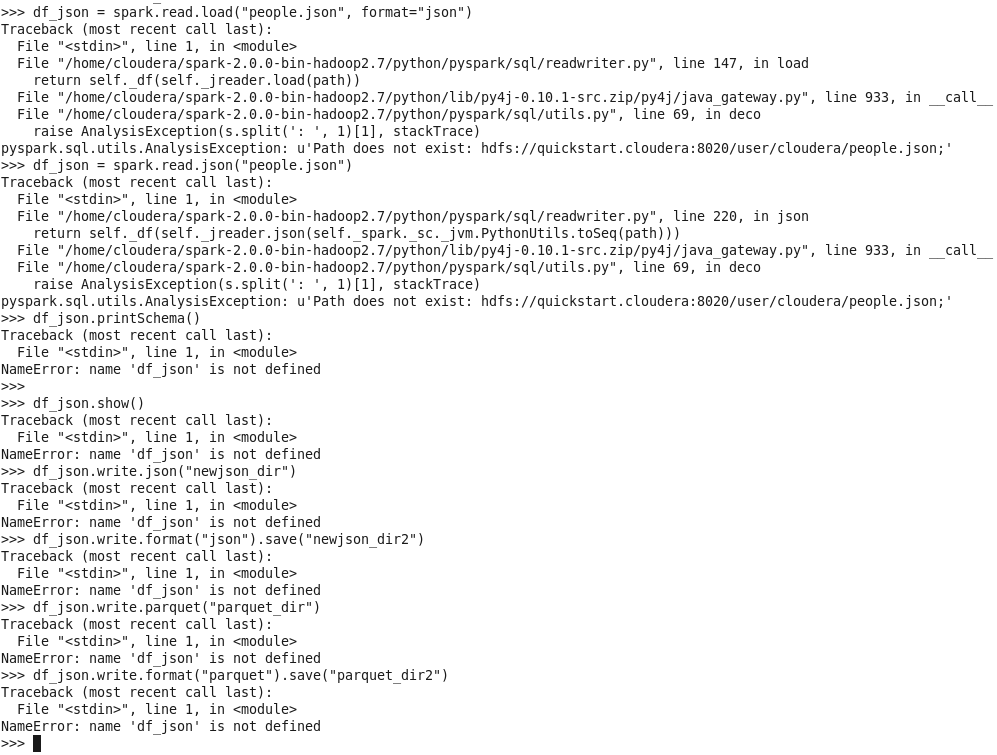 >>> df_json = spark.read.load("people.json", format="json")
Traceback (most recent call last):
  File "<stdin>", line 1, in <module>
  File "/home/cloudera/spark-2.0.0-bin-hadoop2.7/python/pyspark/sql/readwriter.py", line 147, in load
    return self._df(self._jreader.load(path))
  File "/home/cloudera/spark-2.0.0-bin-hadoop2.7/python/lib/py4j-0.10.1-src.zip/py4j/java_gateway.py", line 933, in __call__
  File "/home/cloudera/spark-2.0.0-bin-hadoop2.7/python/pyspark/sql/utils.py", line 69, in deco
    raise AnalysisException(s.split(': ', 1)[1], stackTrace)
pyspark.sql.utils.AnalysisException: u'Path does not exist: hdfs://quickstart.cloudera:8020/user/cloudera/people.json;'
>>> df_json = spark.read.json("people.json")
Traceback (most recent call last):
  File "<stdin>", line 1, in <module>
  File "/home/cloudera/spark-2.0.0-bin-hadoop2.7/python/pyspark/sql/readwriter.py", line 220, in json
    return self._df(self._jreader.json(self._spark._sc._jvm.PythonUtils.toSeq(path)))
  File "/home/cloudera/spark-2.0.0-bin-hadoop2.7/python/lib/py4j-0.10.1-src.zip/py4j/java_gateway.py", line 933, in __call__
  File "/home/cloudera/spark-2.0.0-bin-hadoop2.7/python/pyspark/sql/utils.py", line 69, in deco
    raise AnalysisException(s.split(': ', 1)[1], stackTrace)
pyspark.sql.utils.AnalysisException: u'Path does not exist: hdfs://quickstart.cloudera:8020/user/cloudera/people.json;'
>>> df_json.printSchema()
Traceback (most recent call last):
  File "<stdin>", line 1, in <module>
NameError: name 'df_json' is not defined
>>>
>>> df_json.show()
Traceback (most recent call last):
  File "<stdin>", line 1, in <module>
NameError: name 'df_json' is not defined
>>> df_json.write.json("newjson_dir")
Traceback (most recent call last):
  File "<stdin>", line 1, in <module>
NameError: name 'df_json' is not defined
>>> df_json.write.format("json").save("newjson_dir2")
Traceback (most recent call last):
  File "<stdin>", line 1, in <module>
NameError: name 'df_json' is not defined
>>> df_json.write.parquet("parquet_dir")
Traceback (most recent call last):
  File "<stdin>", line 1, in <module>
NameError: name 'df_json' is not defined
>>> df_json.write.format("parquet").save("parquet_dir2")
Traceback (most recent call last):
  File "<stdin>", line 1, in <module>
NameError: name 'df_json' is not defined
>>>